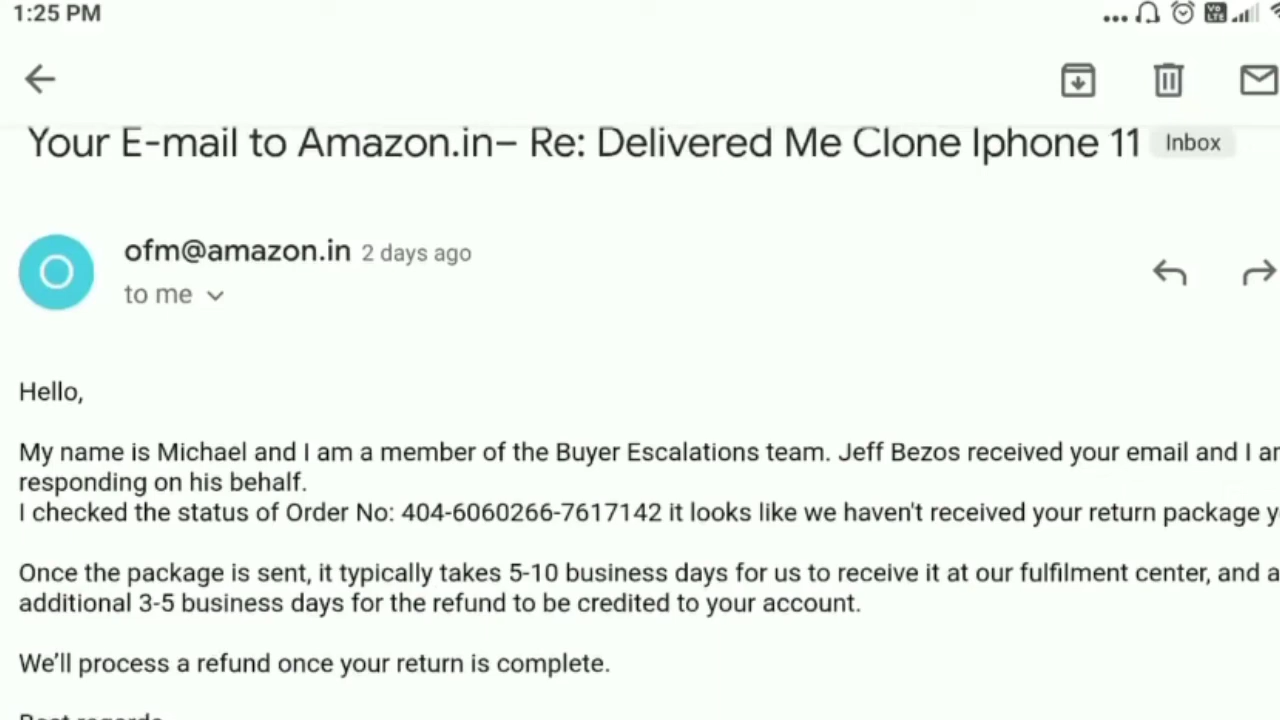 1:25 PM
Vo LTE
Your E-mail to Amazon.in– Re: Delivered Me Clone Iphone 11 Inbox
O
ofm@amazon.in 2 days ago
to me
Hello,
My name is Michael and I am a member of the Buyer Escalations team. Jeff Bezos received your email and I
responding on his behalf.
I checked the status of Order No: 404-6060266-7617142 it looks like we haven't received your return package
Once the package is sent, it typically takes 5-10 business days for us to receive it at our fulfilment center, and
additional 3-5 business days for the refund to be credited to your account.
We'll process a refund once your return is complete.
Best regards